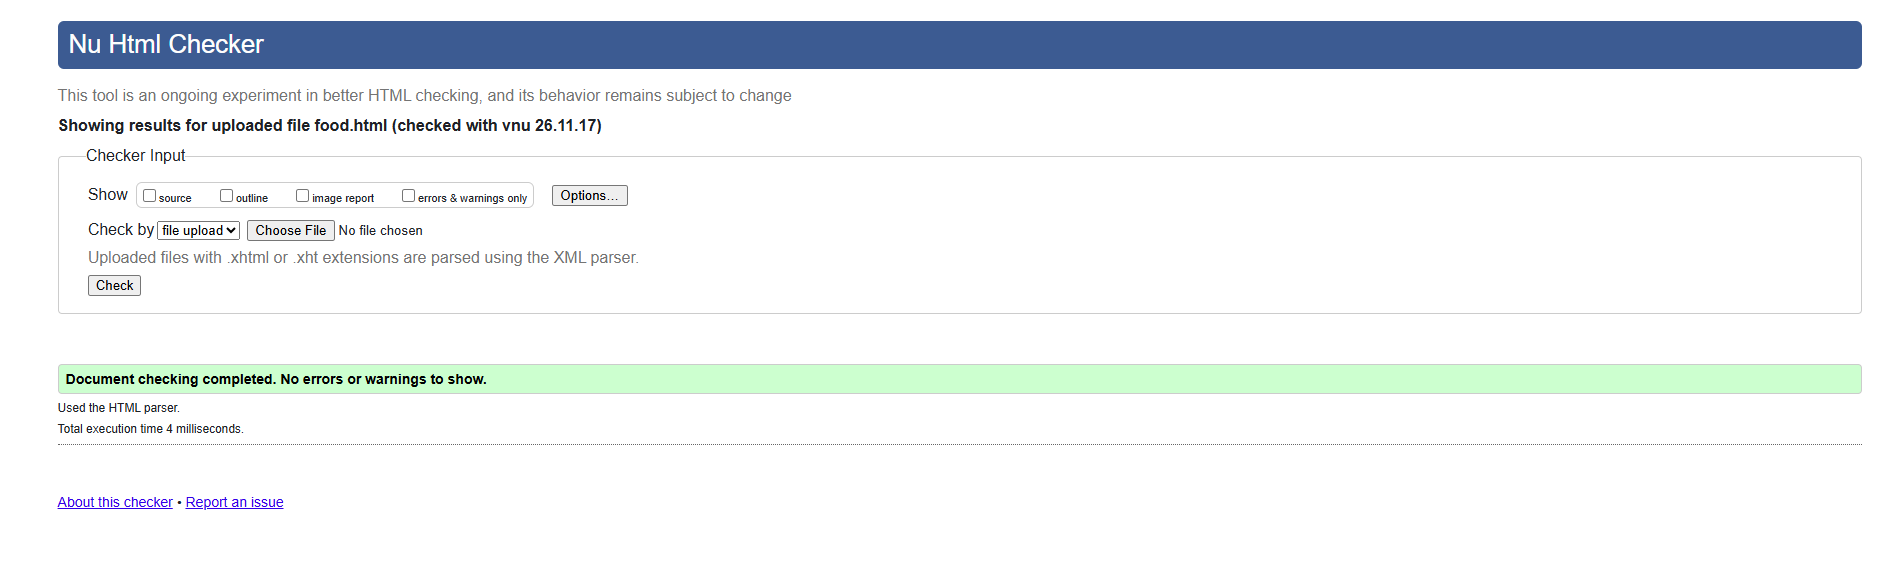 Nu Html Checker
This tool is an ongoing experiment in better HTML checking, and its behavior remains subject to change
Showing results for uploaded file food.html (checked with vnu 26.11.17)
Checker Input
Show source outline image report errors & warnings only Options...
Check by file upload Choose File No file chosen
Uploaded files with .xhtml or .xht extensions are parsed using the XML parser.
Check
Document checking completed. No errors or warnings to show.
Used the HTML parser.
Total execution time 4 milliseconds.
About this checker • Report an issue